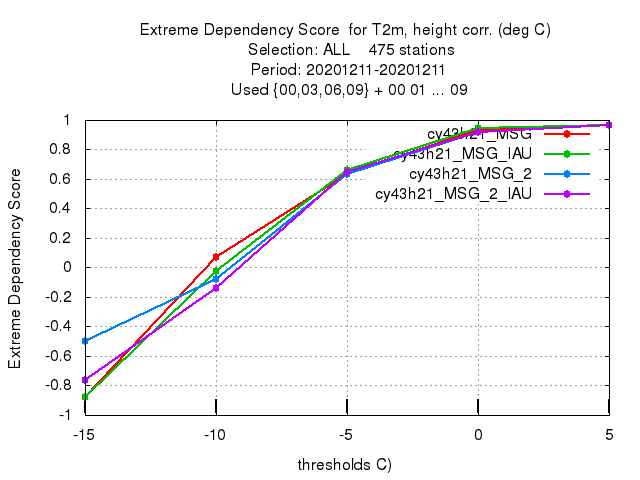 Extreme Dependency Score  for T2m, height corr. (deg C)
Selection: ALL    475 stations
Period: 20201211-20201211
Used {00,03,06,09} + 00 01 ... 09
Extreme Dependency Score
1
0.8
0.6
0.4
0.2
0
-0.2
-0.4
-0.6
-0.8
-1
cy43h21_MSG
cy43h21_MSG_IAU
cy43h21_MSG_2
cy43h21_MSG_2_IAU
-15
-10
-5
0
5
thresholds C)